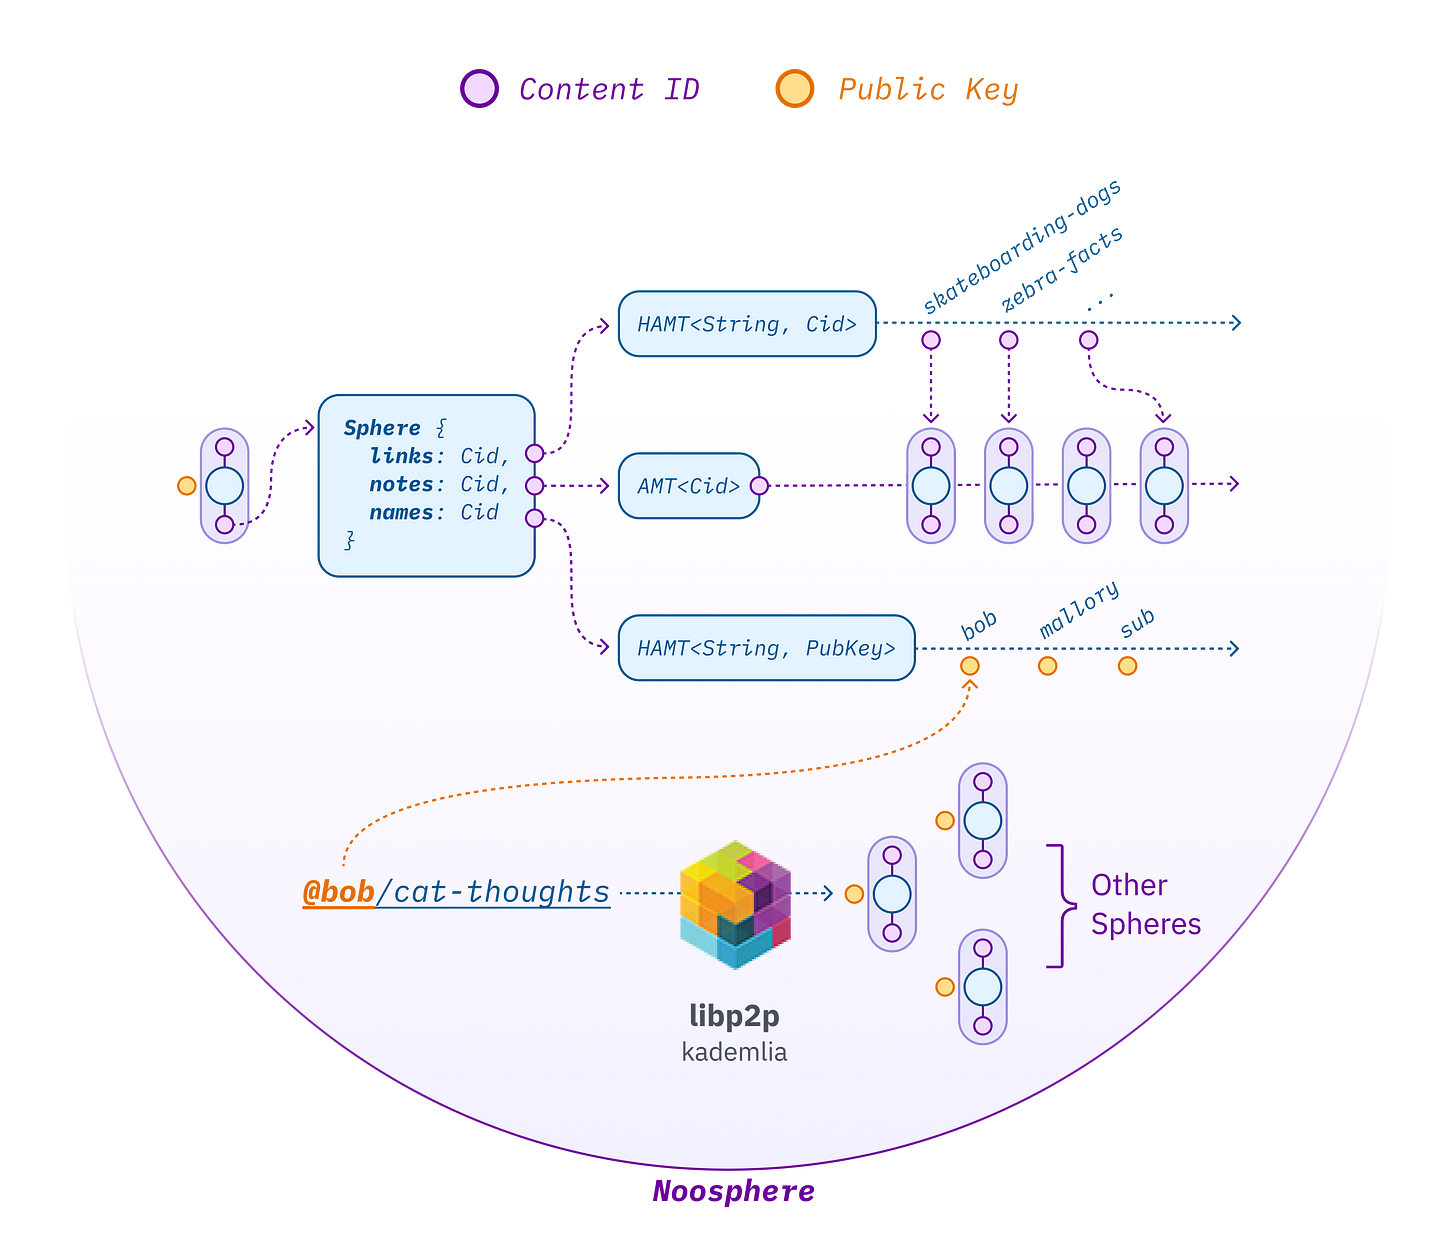 Content ID
Public Key
skateboarding-dogs
zebra-facts
...
HAMT<String, Cid>
Sphere {
links: Cid,
notes: Cid,
names: Cid
}
AMT<Cid>
HAMT<String, PubKey>
bob
mallory
sub
@bob/cat-thoughts
libp2p
kademlia
Other
Spheres
Noosphere